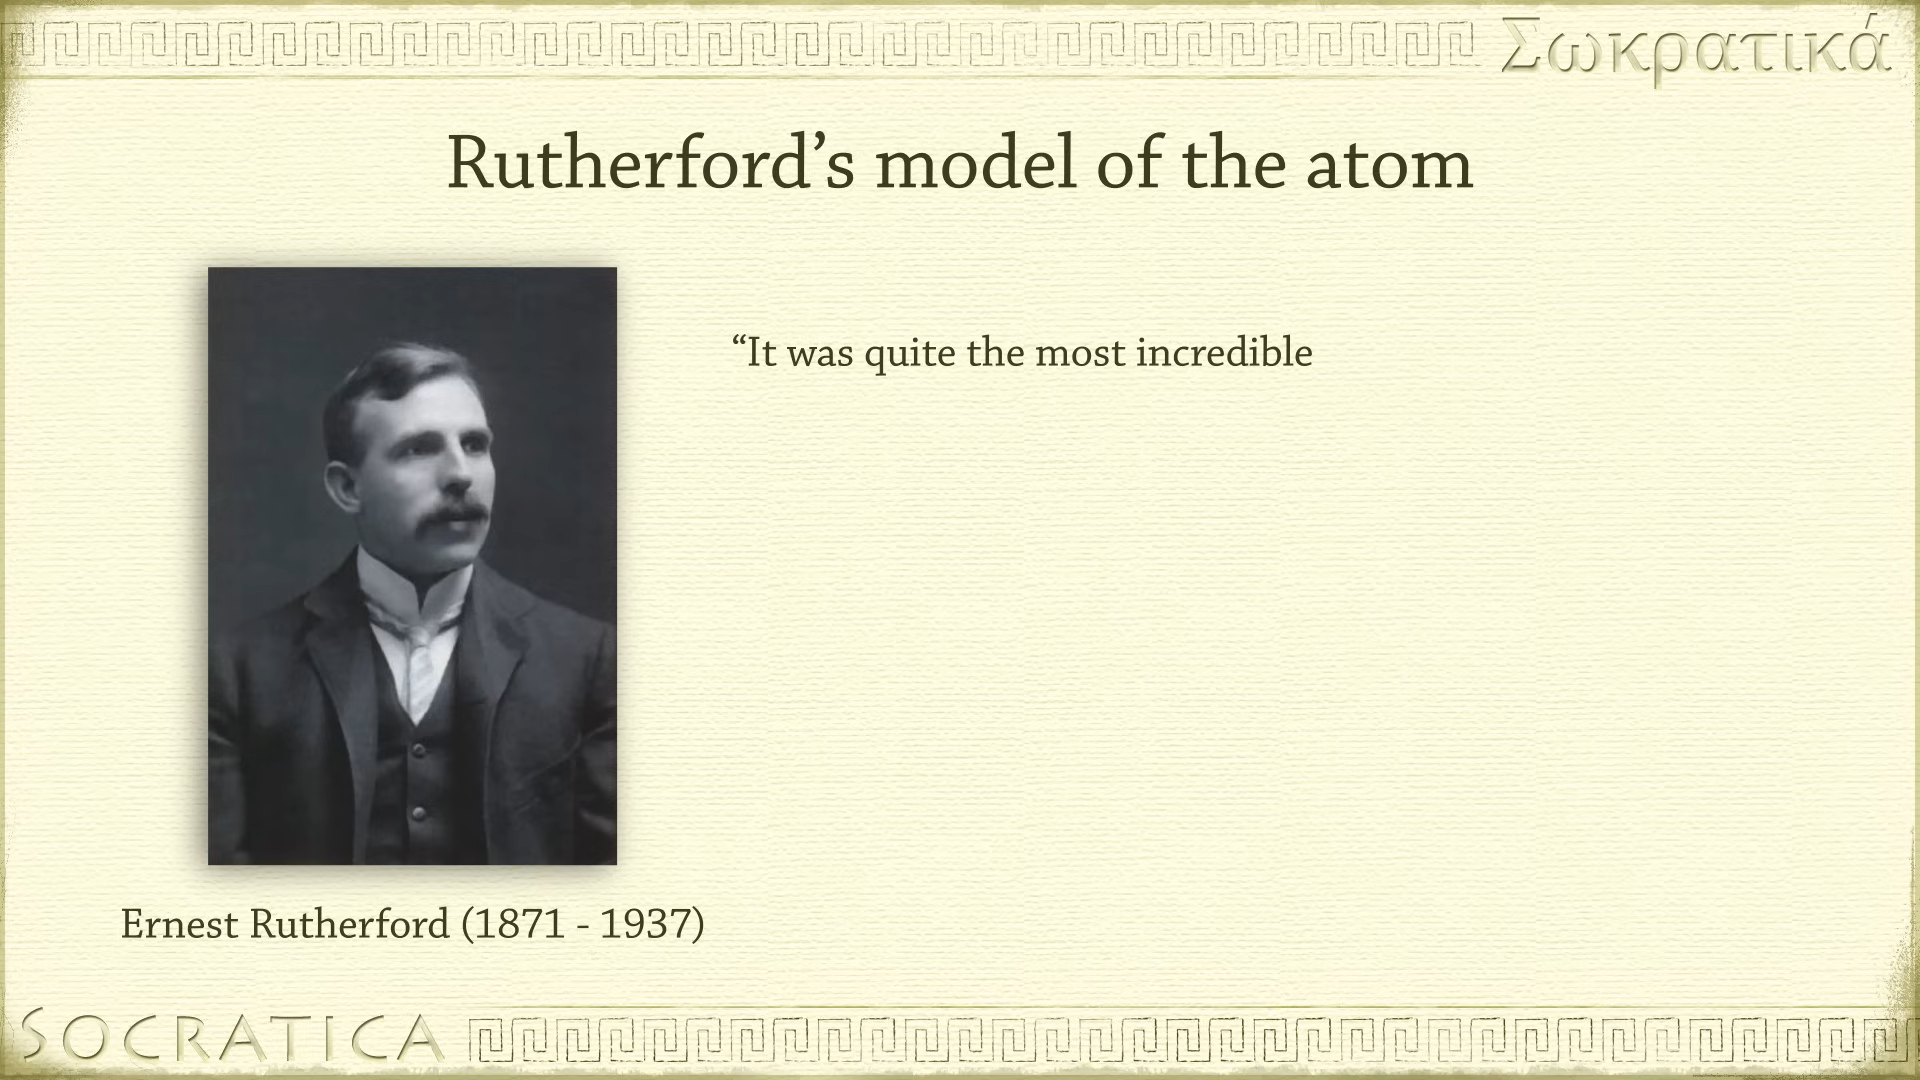 Σωκρατικά
Rutherford’s model of the atom
“It was quite the most incredible
Ernest Rutherford (1871 - 1937)
SOCRATICA